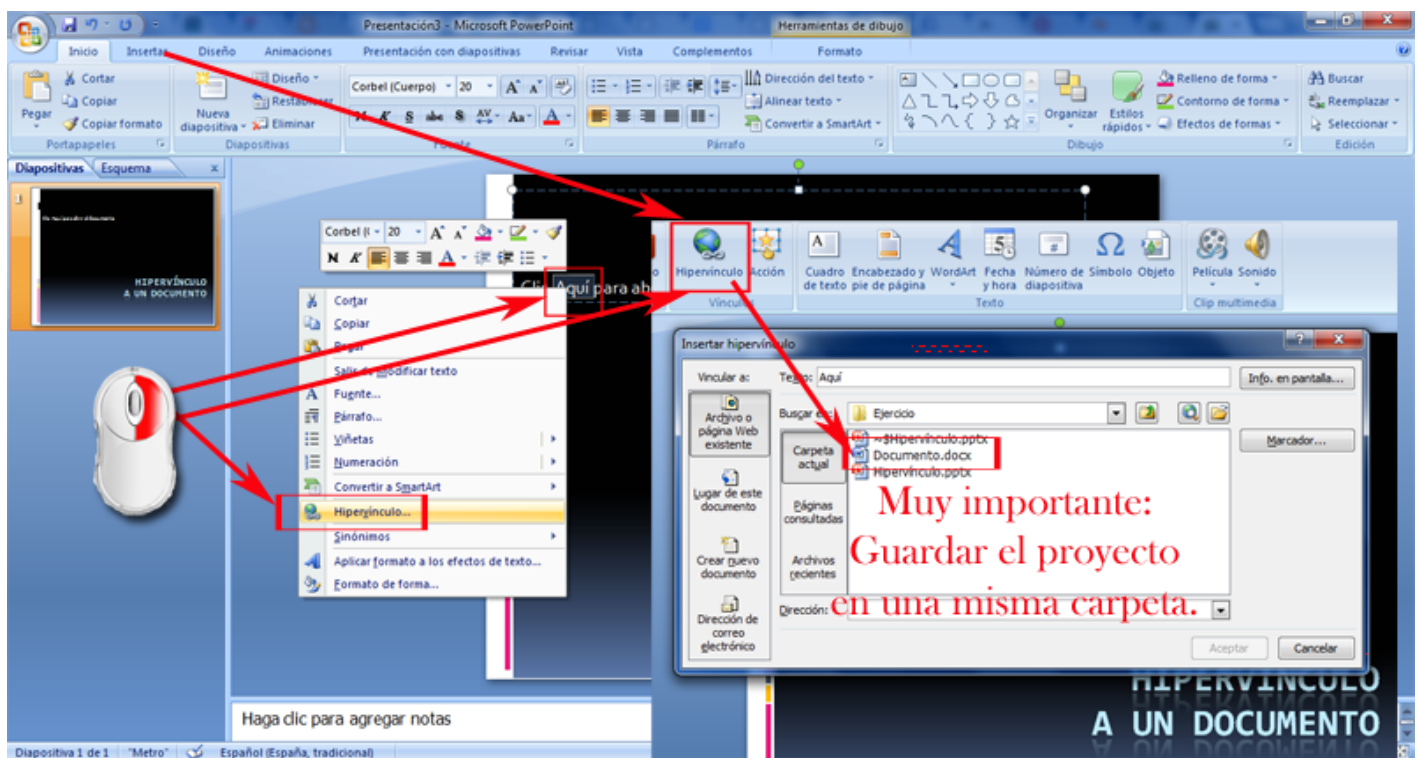 Presentación3 - Microsoft PowerPoint
Herramientas de dibujo
Inicio Insertar Diseño Animaciones Presentación con diapositivas Revisar Vista Complementos Formato
Pegar
Cortar
Copiar
Copiar formato
Portapapeles
Nueva diapositiva
Diseño
Restablecer
Eliminar
Diapositivas
Corbel (Cuerpo) 20
N K S abc S AV Aa A
Fuente
Dirección del texto
Alinear texto
Convertir a SmartArt
Párrafo
Organizar
Estilos rápidos
Relleno de forma
Contorno de forma
Efectos de formas
Dibujo
Buscar
Reemplazar
Seleccionar
Edición
Diapositivas Esquema x
1
HIPERVÍNCULO
A UN DOCUMENTO
Corbel (I 20
N K
Clic Aquí para ab
Cortar
Copiar
Pegar
Salir de modificar texto
Fuente...
Párrafo...
Viñetas
Numeración
Convertir a SmartArt
Hipervínculo...
Sinónimos
Aplicar formato a los efectos de texto...
Formato de forma...
Hipervínculo Acción
Vínculos
Cuadro de texto
Encabezado y pie de página
WordArt
Fecha y hora
Número de diapositiva
Símbolo
Objeto
Texto
Película Sonido
Clip multimedia
Insertar hipervínculo
Vincular a:
Texto: Aquí
Info. en pantalla...
Archivo o página Web existente
Lugar de este documento
Crear nuevo documento
Dirección de correo electrónico
Buscar en: Ejercicio
Carpeta actual
Páginas consultadas
Archivos recientes
~$Hipervínculo.pptx
Documento.docx
Hipervínculo.pptx
Marcador...
Muy importante:
Guardar el proyecto
en una misma carpeta.
Dirección:
Aceptar Cancelar
HIPERVÍNCULO
A UN DOCUMENTO
Haga clic para agregar notas
Diapositiva 1 de 1 "Metro" Español (España, tradicional)